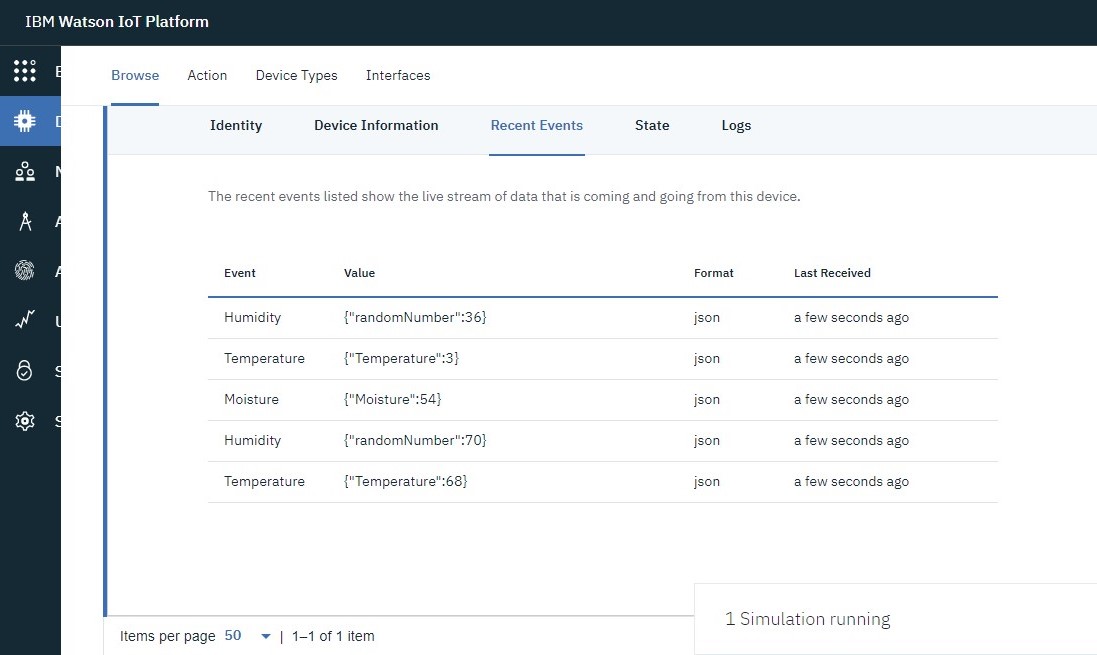 IBM Watson IoT Platform
Browse Action Device Types Interfaces
Identity Device Information Recent Events State Logs
The recent events listed show the live stream of data that is coming and going from this device.
Event Value Format Last Received
Humidity {"randomNumber":36} json a few seconds ago
Temperature {"Temperature":3} json a few seconds ago
Moisture {"Moisture":54} json a few seconds ago
Humidity {"randomNumber":70} json a few seconds ago
Temperature {"Temperature":68} json a few seconds ago
1 Simulation running
Items per page 50 | 1–1 of 1 item